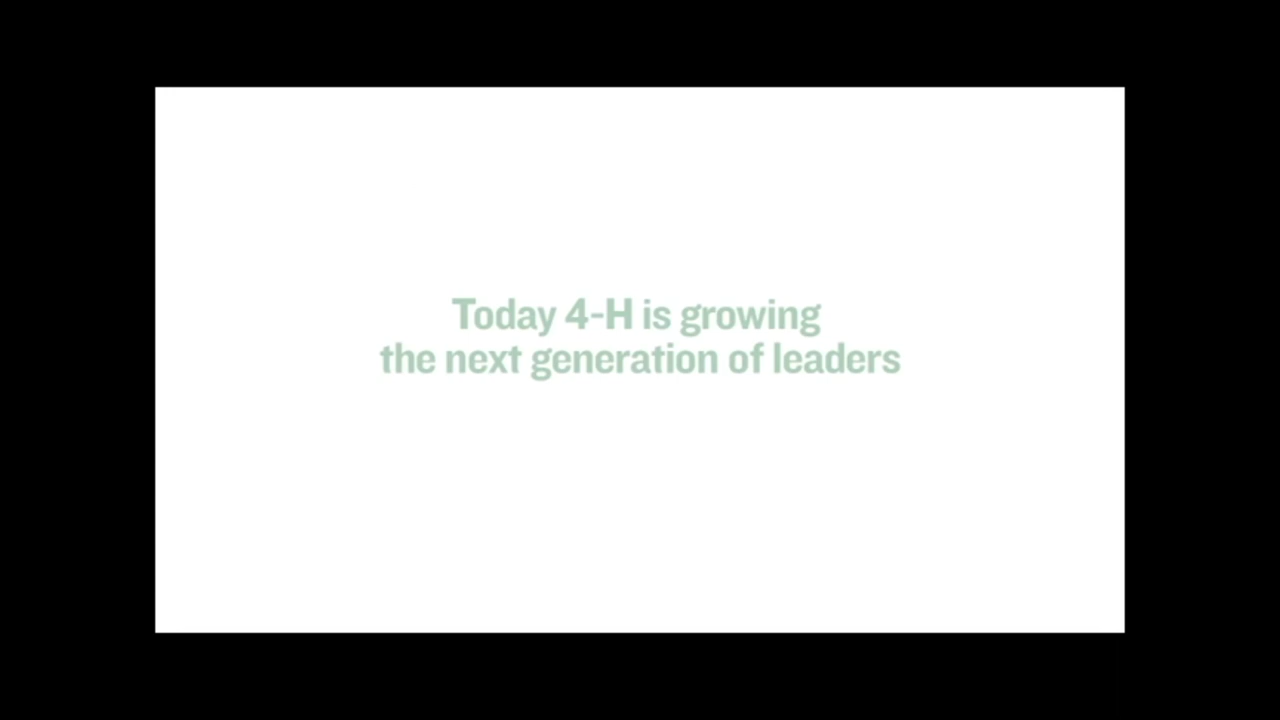 Today 4-H is growing
the next generation of leaders